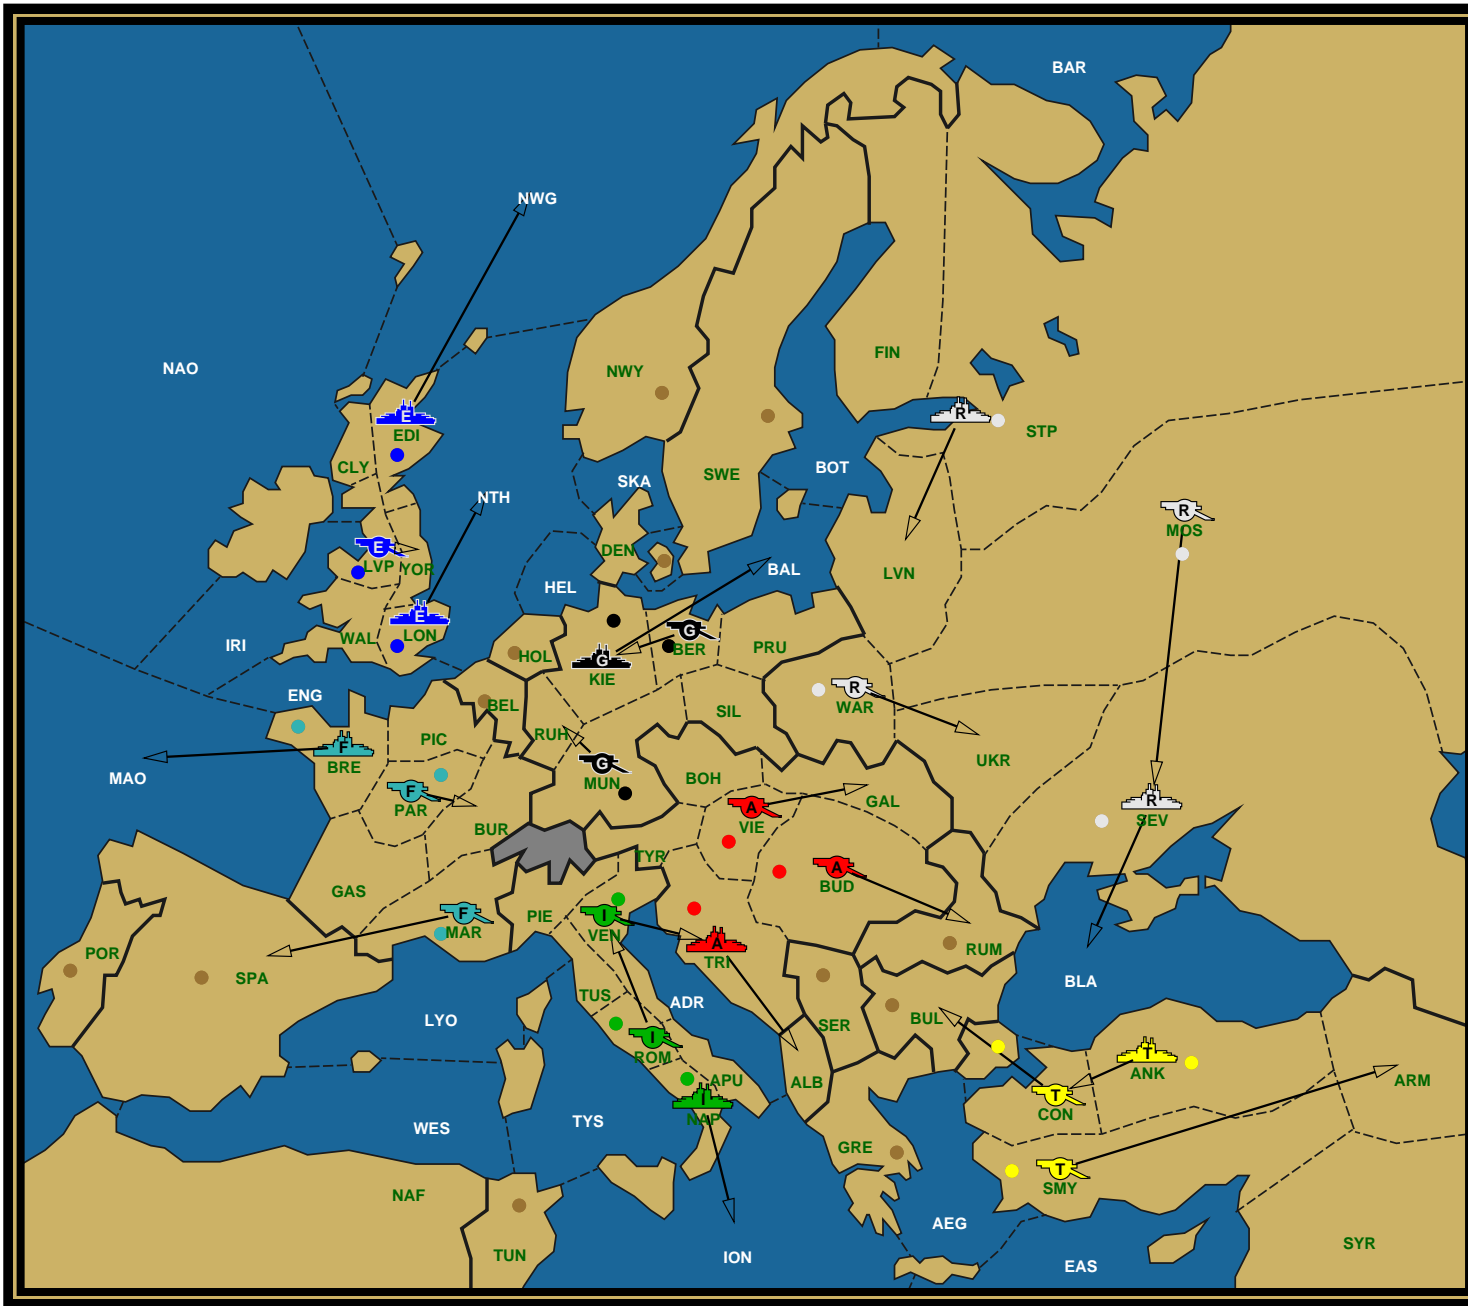 BAR
NWG
NAO
FIN
NWY
E
R
EDI
STP
CLY
SWE
BOT
SKA
NTH
R
MOS
E
DEN
LVP
YOR
BAL
LVN
HEL
E
IRI
WAL
LON
G
BER
PRU
HOL
G
KIE
ENG
R
BEL
WAR
SIL
PIC
RUH
F
BRE
G
UKR
MAO
MUN
BOH
F
PAR
A
GAL
R
VIE
SEV
BUR
TYR
A
BUD
GAS
F
MAR
PIE
I
VEN
A
TRI
POR
SPA
RUM
BLA
TUS
ADR
LYO
BUL
SER
I
ROM
T
ANK
APU
ALB
ARM
I
NAP
T
CON
TYS
WES
GRE
T
SMY
NAF
AEG
TUN
ION
EAS
SYR